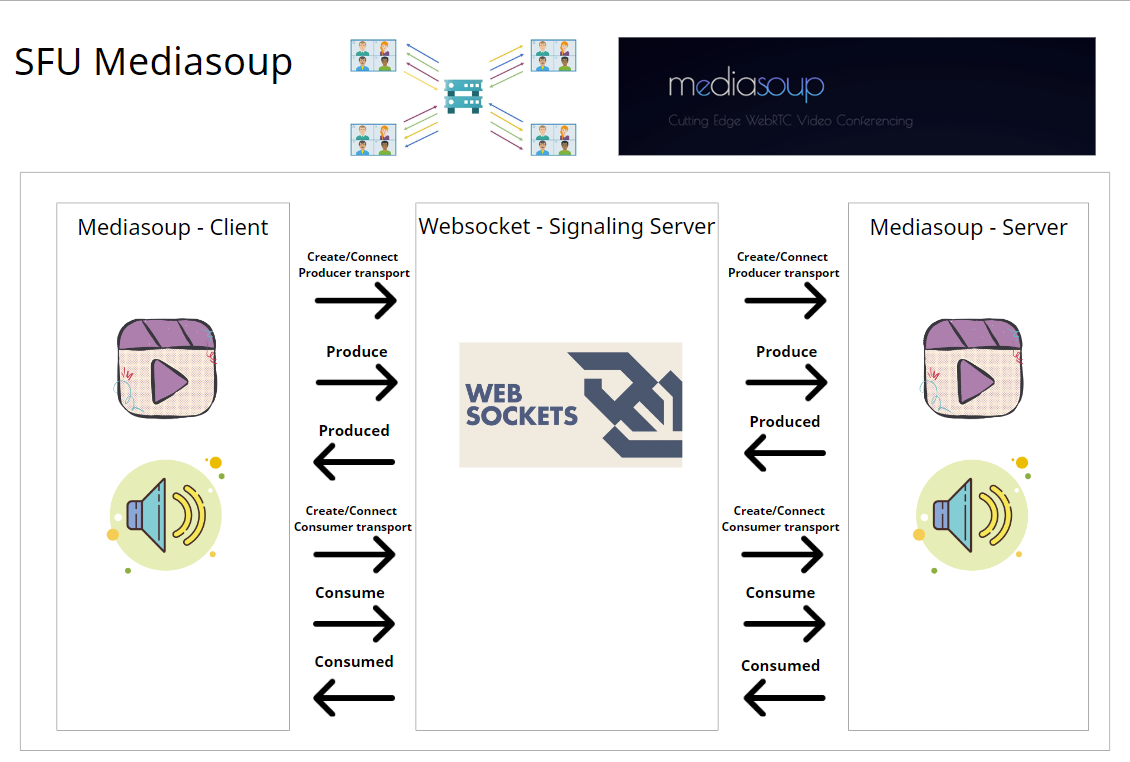 SFU Mediasoup
mediasoup
Cutting Edge WebRTC Video Conferencing
Mediasoup - Client
Websocket - Signaling Server
Mediasoup - Server
Create/Connect
Producer transport
Create/Connect
Producer transport
Produce
Produce
Produced
Produced
WEB
SOCKETS
Create/Connect
Consumer transport
Create/Connect
Consumer transport
Consume
Consume
Consumed
Consumed